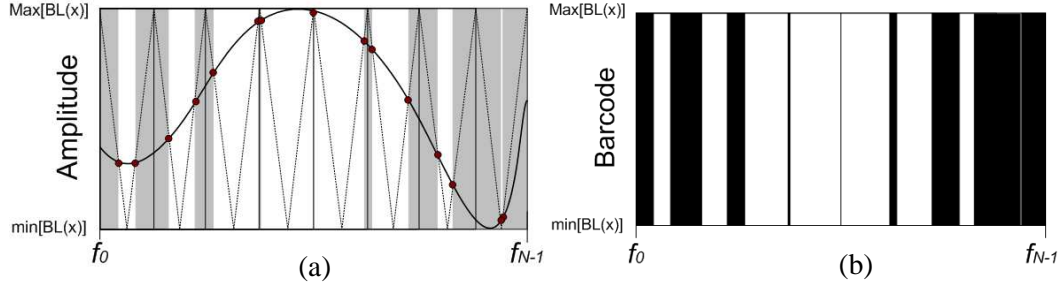 Max[BL(x)]
Amplitude
min[BL(x)]
f0
fN-1
(a)
Max[BL(x)]
Barcode
min[BL(x)]
f0
fN-1
(b)